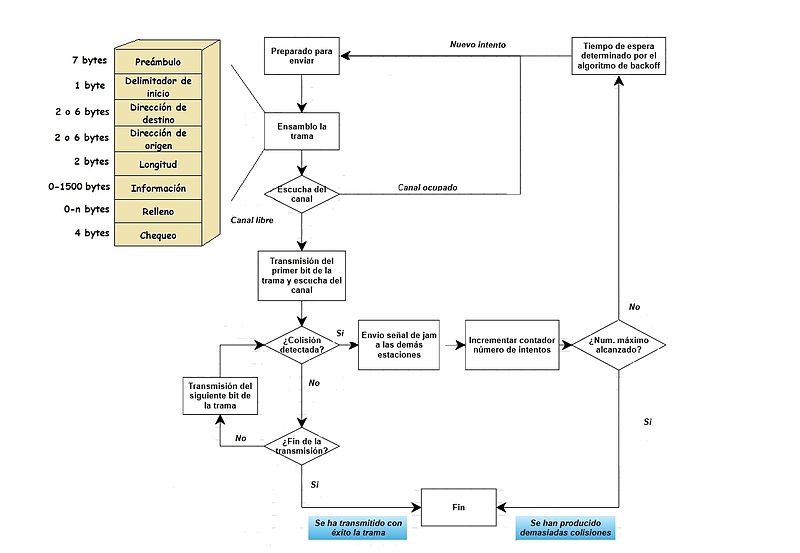 7 bytes
Preámbulo
1 byte
Delimitador de
inicio
2 o 6 bytes
Dirección de
destino
2 o 6 bytes
Dirección de
origen
2 bytes
Longitud
0-1500 bytes
Información
0-n bytes
Relleno
4 bytes
Chequeo
Preparado para
enviar
Nuevo intento
Tiempo de espera
determinado por el
algoritmo de backoff
Ensamblo la
trama
Escucha del
canal
Canal ocupado
Canal libre
Transmisión del
primer bit de la
trama y escucha del
canal
¿Colisión
detectada?
Si
Envío señal de jam
a las demás
estaciones
Incrementar contador
número de intentos
¿Num. máximo
alcanzado?
No
Si
No
Transmisión del
siguiente bit de
la trama
No
¿Fin de la
transmisión?
Si
Fin
Se ha transmitido con
éxito la trama
Se han producido
demasiadas colisiones